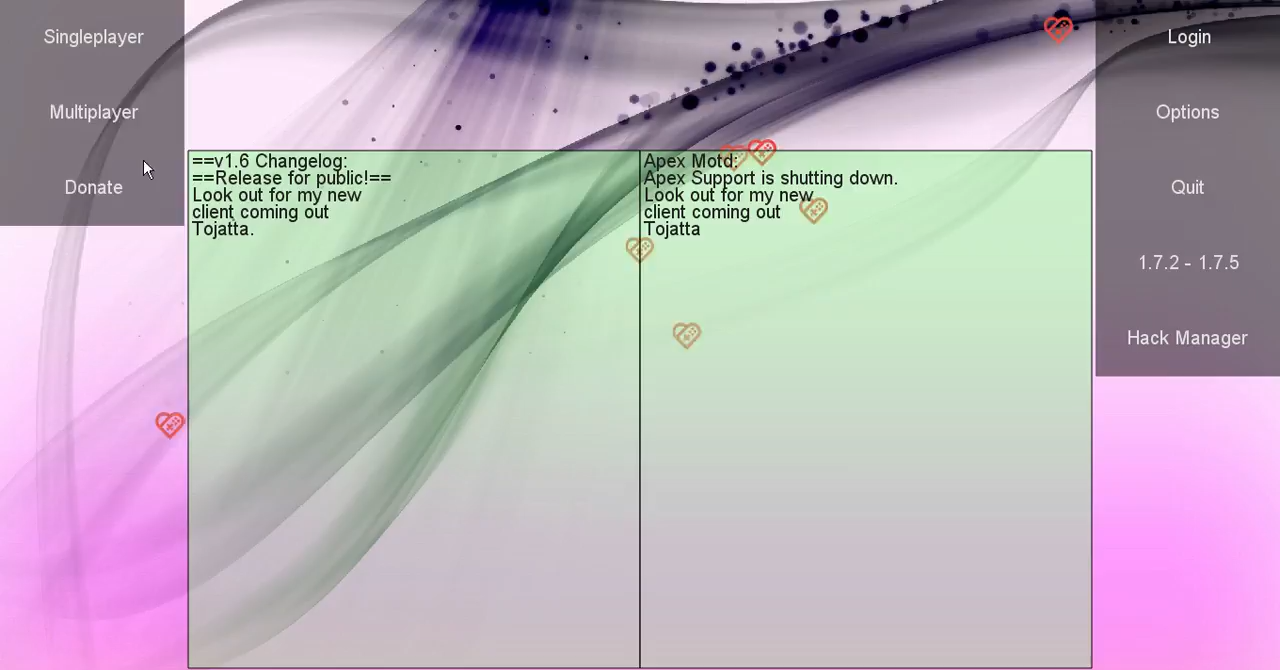 Singleplayer
Multiplayer
Donate
==v1.6 Changelog:
==Release for public!==
Look out for my new
client coming out
Tojatta.
Apex Motd:
Apex Support is shutting down.
Look out for my new
client coming out
Tojatta
Login
Options
Quit
1.7.2 - 1.7.5
Hack Manager